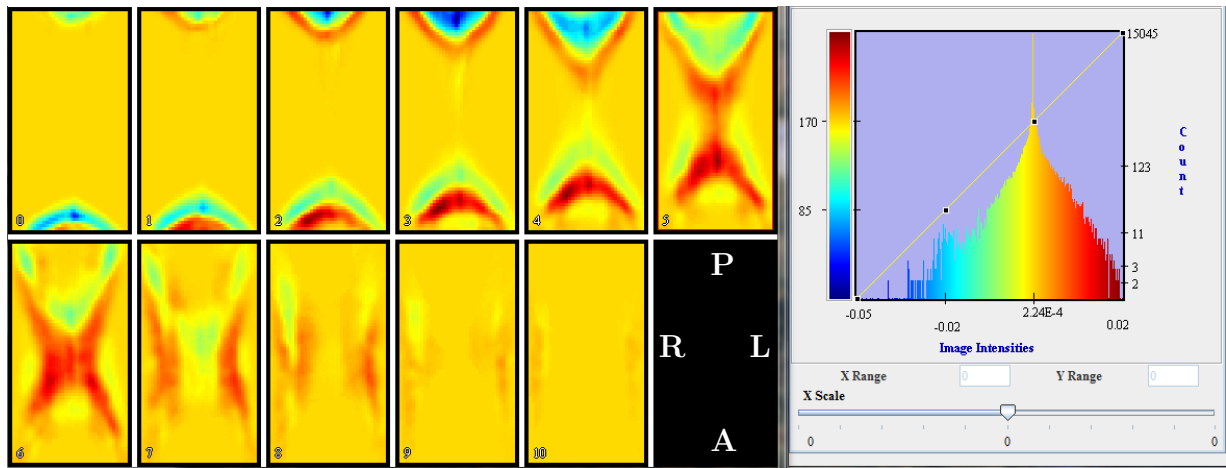 0
1
2
3
4
5
6
7
8
9
10
P
R L
A
15045
170
123
85
11
3
2
Count
-0.05
-0.02
2.24E-4
0.02
Image Intensities
X Range 0 Y Range 0
X Scale
0 0 0